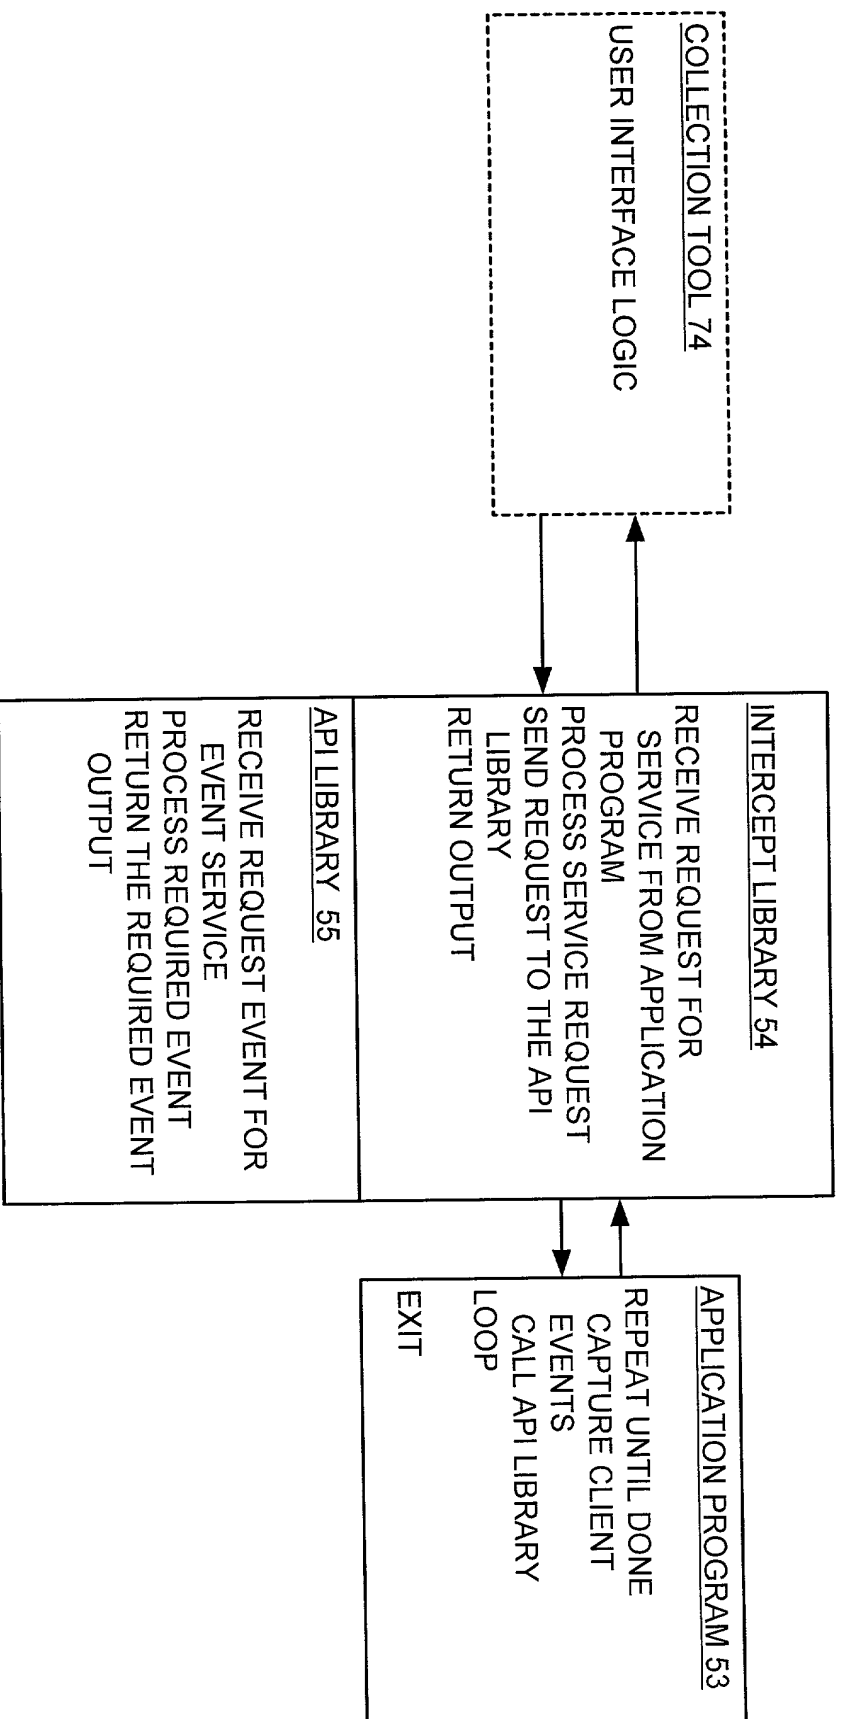 COLLECTION TOOL 74
USER INTERFACE LOGIC
INTERCEPT LIBRARY 54
RECEIVE REQUEST FOR
SERVICE FROM APPLICATION
PROGRAM
PROCESS SERVICE REQUEST
SEND REQUEST TO THE API
LIBRARY
RETURN OUTPUT
API LIBRARY 55
RECEIVE REQUEST EVENT FOR
EVENT SERVICE
PROCESS REQUIRED EVENT
RETURN THE REQUIRED EVENT
OUTPUT
APPLICATION PROGRAM 53
REPEAT UNTIL DONE
CAPTURE CLIENT
EVENTS
CALL API LIBRARY
LOOP
EXIT